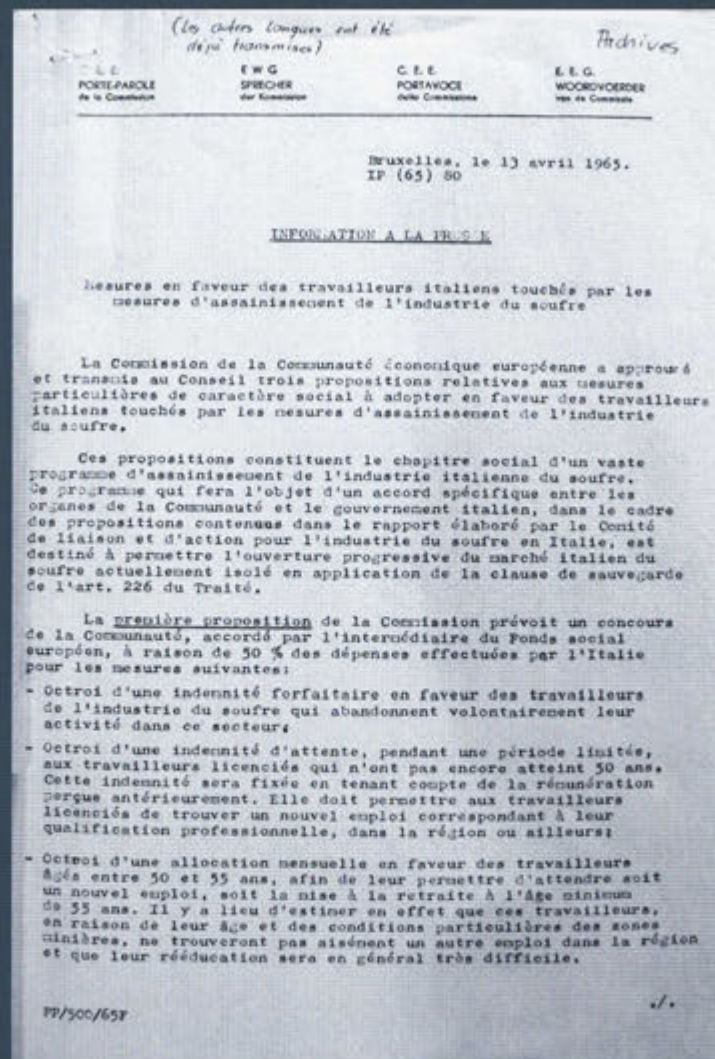 (Les autres langues ont été
déjà transmises)
Archives
C. E. E.
PORTE-PAROLE
de la Commission
E W G
SPRECHER
der Kommission
C. E. E.
PORTAVOCE
della Commissione
E. E. G.
WOORDVOERDER
van de Commissie
Bruxelles, le 13 avril 1965.
IP (65) 80
INFORMATION A LA PRESSE
Mesures en faveur des travailleurs italiens touchés par les
mesures d'assainissement de l'industrie du soufre
La Commission de la Communauté économique européenne a approuvé
et transmis au Conseil trois propositions relatives aux mesures
particulières de caractère social à adopter en faveur des travailleurs
italiens touchés par les mesures d'assainissement de l'industrie
du soufre.
Ces propositions constituent le chapitre social d'un vaste
programme d'assainissement de l'industrie italienne du soufre.
Ce programme qui fera l'objet d'un accord spécifique entre les
organes de la Communauté et le gouvernement italien, dans le cadre
des propositions contenues dans le rapport élaboré par le Comité
de liaison et d'action pour l'industrie du soufre en Italie, est
destiné à permettre l'ouverture progressive du marché italien du
soufre actuellement isolé en application de la clause de sauvegarde
de l'art. 226 du Traité.
La première proposition de la Commission prévoit un concours
de la Communauté, accordé par l'intermédiaire du Fonds social
européen, à raison de 50 % des dépenses effectuées par l'Italie
pour les mesures suivantes:
- Octroi d'une indemnité forfaitaire en faveur des travailleurs
de l'industrie du soufre qui abandonnent volontairement leur
activité dans ce secteur;
- Octroi d'une indemnité d'attente, pendant une période limitée,
aux travailleurs licenciés qui n'ont pas encore atteint 50 ans.
Cette indemnité sera fixée en tenant compte de la rémunération
perçue antérieurement. Elle doit permettre aux travailleurs
licenciés de trouver un nouvel emploi correspondant à leur
qualification professionnelle, dans la région ou ailleurs;
- Octroi d'une allocation mensuelle en faveur des travailleurs
âgés entre 50 et 55 ans, afin de leur permettre d'attendre soit
un nouvel emploi, soit la mise à la retraite à l'âge minimum
de 55 ans. Il y a lieu d'estimer en effet que ces travailleurs,
en raison de leur âge et des conditions particulières des zones
minières, ne trouveront pas aisément un autre emploi dans la région
et que leur rééducation sera en général très difficile.
PP/500/65F
./.